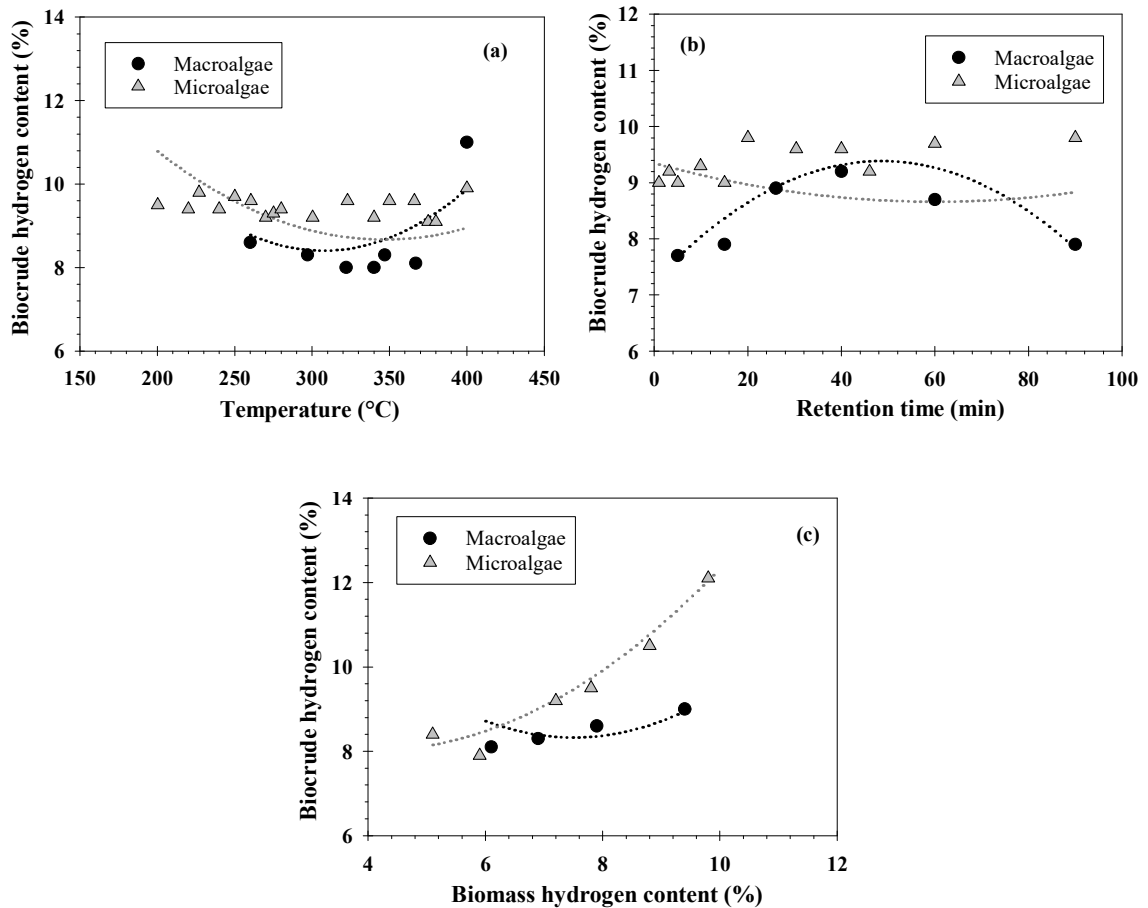 Biocrude hydrogen content (%)
14
12
10
8
6
Macroalgae
Microalgae
(a)
150 200 250 300 350 400 450
Temperature (°C)
Biocrude hydrogen content (%)
12
11
10
9
8
7
6
(b)
Macroalgae
Microalgae
0 20 40 60 80 100
Retention time (min)
Biocrude hydrogen content (%)
14
12
10
8
6
Macroalgae
Microalgae
(c)
4 6 8 10 12
Biomass hydrogen content (%)